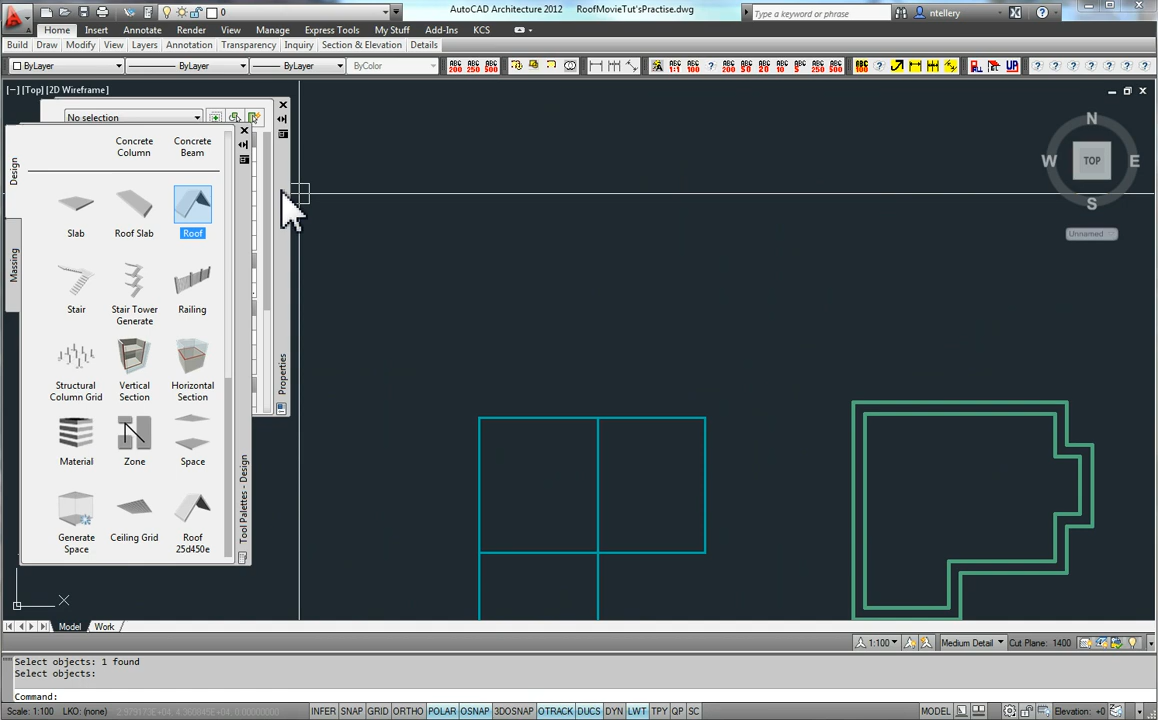 AutoCAD Architecture 2012 RoofMovieTut'sPractise.dwg
Type a keyword or phrase
ntellery
0
Home Insert Annotate Render View Manage Express Tools My Stuff Add-Ins KCS
Build Draw Modify View Layers Annotation Transparency Inquiry Section & Elevation Details
ByLayer ByLayer ByLayer ByColor
[−] [Top] [2D Wireframe]
No selection
Design
Massing
Properties
Tool Palettes - Design
Concrete Column
Concrete Beam
Slab
Roof Slab
Roof
Stair
Stair Tower Generate
Railing
Structural Column Grid
Vertical Section
Horizontal Section
Material
Zone
Space
Generate Space
Ceiling Grid
Roof 25d450e
N
W TOP E
S
Unnamed
X
Model Work
1:100 Medium Detail Cut Plane: 1400
Select objects: 1 found
Select objects:
Command:
Scale: 1:100 LKO: (none)
INFER SNAP GRID ORTHO POLAR OSNAP 3DOSNAP OTRACK DUCS DYN LWT TPY QP SC
MODEL
Elevation: +0